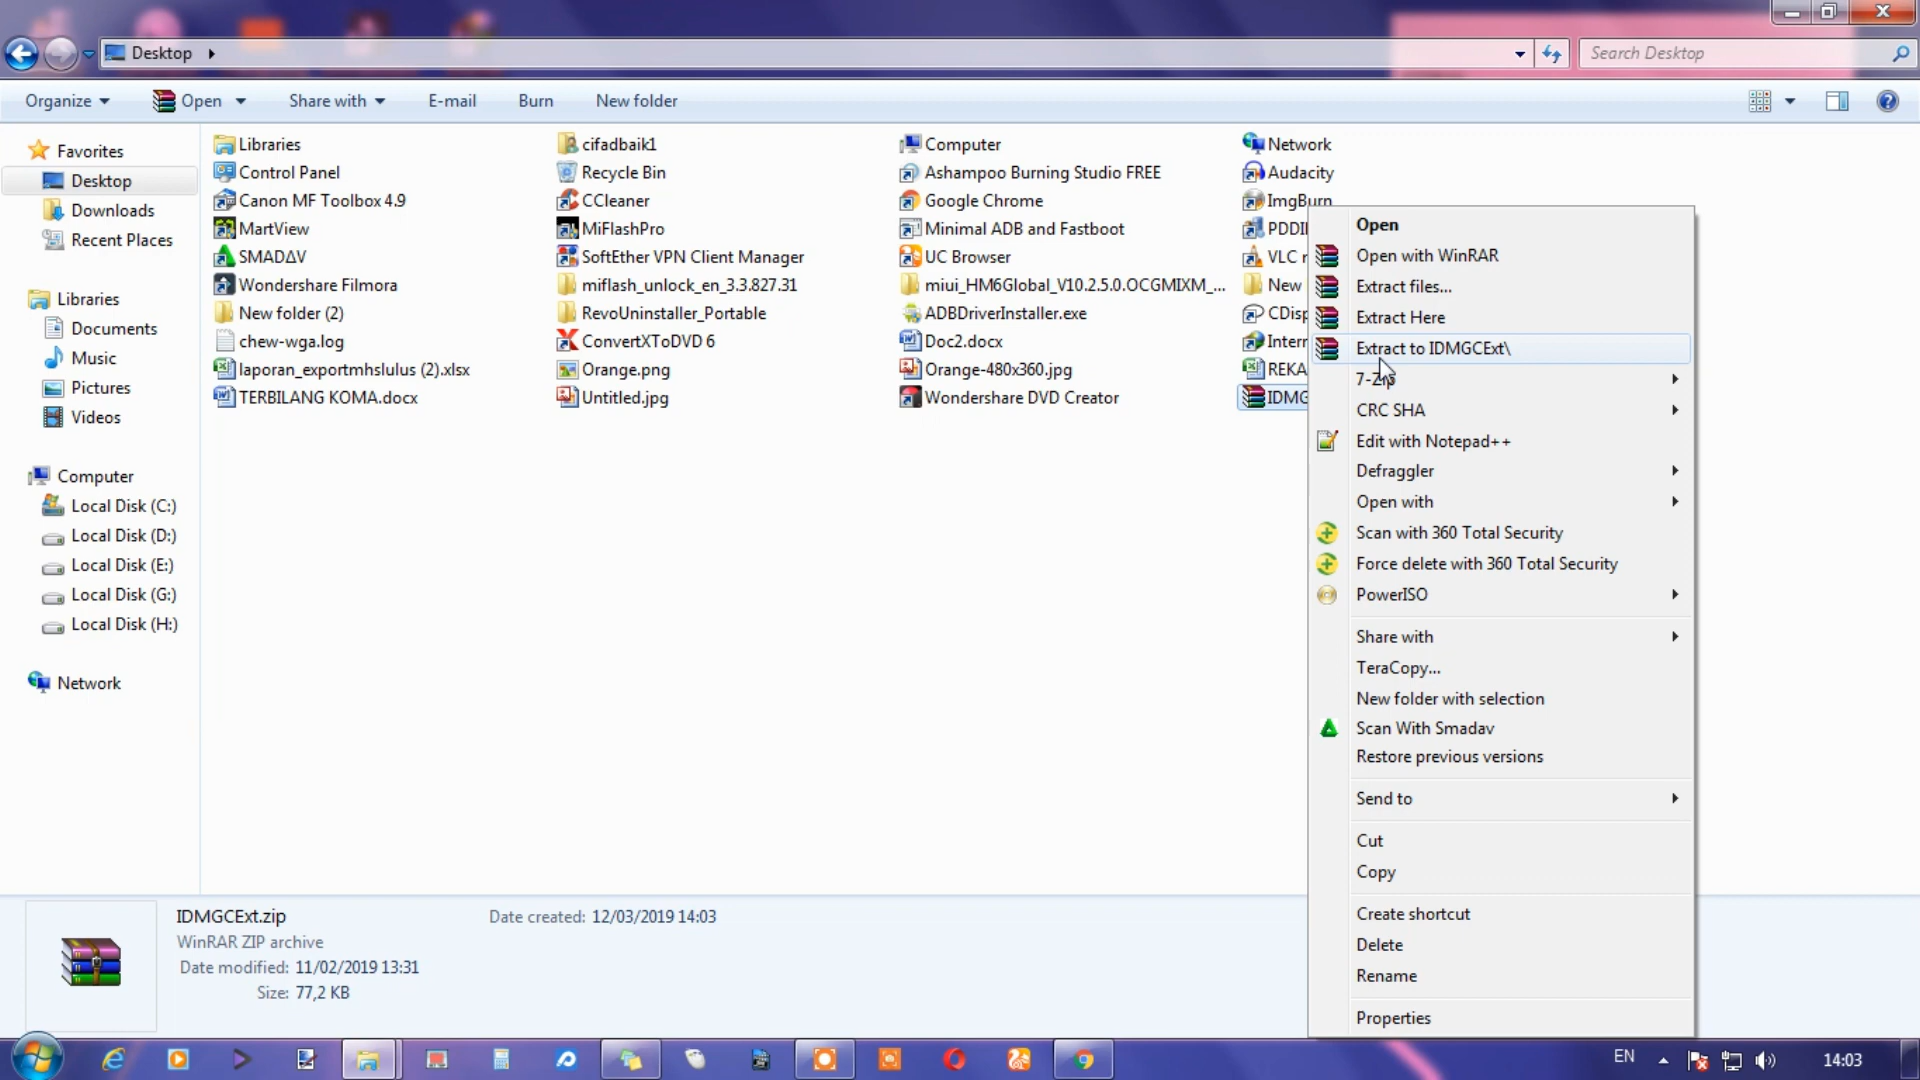 Desktop
Search Desktop
Organize
Open
Share with
E-mail
Burn
New folder
Favorites
Desktop
Downloads
Recent Places
Libraries
Documents
Music
Pictures
Videos
Computer
Local Disk (C:)
Local Disk (D:)
Local Disk (E:)
Local Disk (G:)
Local Disk (H:)
Network
Libraries
Control Panel
Canon MF Toolbox 4.9
MartView
SMADΔV
Wondershare Filmora
New folder (2)
chew-wga.log
laporan_exportmhslulus (2).xlsx
TERBILANG KOMA.docx
cifadbaik1
Recycle Bin
CCleaner
MiFlashPro
SoftEther VPN Client Manager
miflash_unlock_en_3.3.827.31
RevoUninstaller_Portable
ConvertXToDVD 6
Orange.png
Untitled.jpg
Computer
Ashampoo Burning Studio FREE
Google Chrome
Minimal ADB and Fastboot
UC Browser
miui_HM6Global_V10.2.5.0.OCGMIXM_...
ADBDriverInstaller.exe
Doc2.docx
Orange-480x360.jpg
Wondershare DVD Creator
Network
Audacity
ImgBurn
VLC
New
CDisp
Intern
REKA
IDMG
Open
Open with WinRAR
Extract files...
Extract Here
Extract to IDMGCExt\
7-Zip
CRC SHA
Edit with Notepad++
Defraggler
Open with
Scan with 360 Total Security
Force delete with 360 Total Security
PowerISO
Share with
TeraCopy...
New folder with selection
Scan With Smadav
Restore previous versions
Send to
Cut
Copy
Create shortcut
Delete
Rename
Properties
IDMGCExt.zip
WinRAR ZIP archive
Date modified: 11/02/2019 13:31
Size: 77,2 KB
Date created: 12/03/2019 14:03
EN
14:03